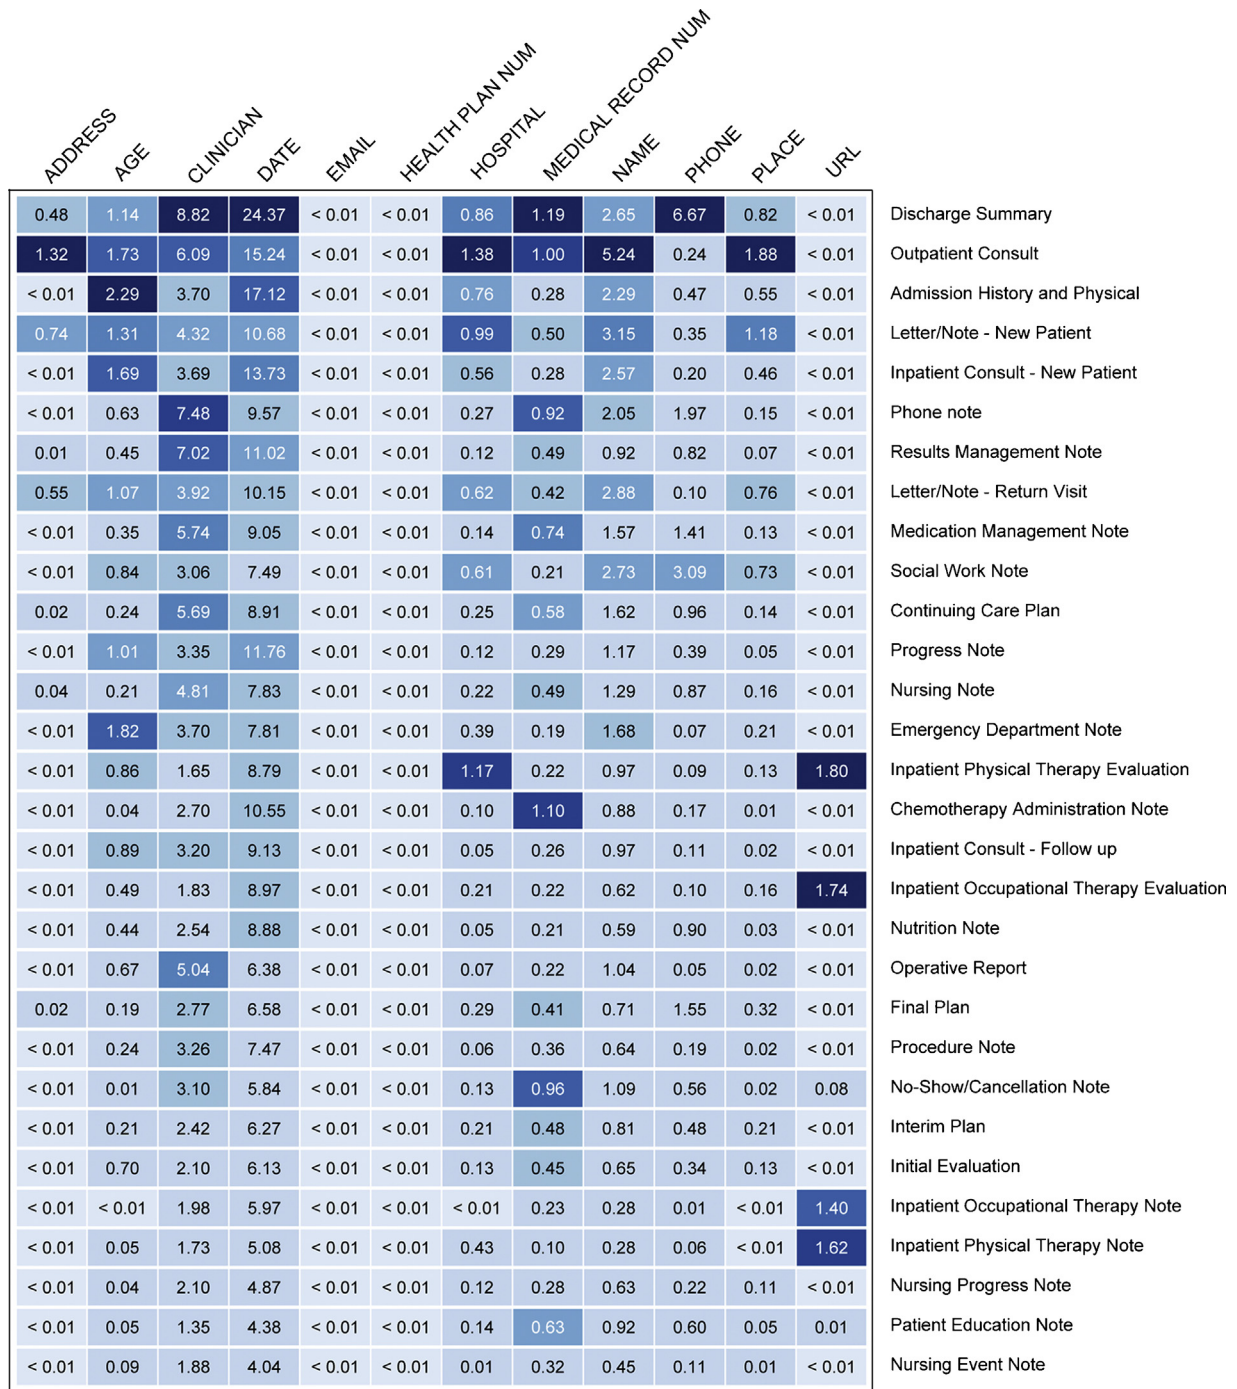 ADDRESS AGE CLINICIAN DATE EMAIL HEALTH PLAN NUM HOSPITAL MEDICAL RECORD NUM NAME PHONE PLACE URL
0.48 1.14 8.82 24.37 < 0.01 < 0.01 0.86 1.19 2.65 6.67 0.82 < 0.01 Discharge Summary
1.32 1.73 6.09 15.24 < 0.01 < 0.01 1.38 1.00 5.24 0.24 1.88 < 0.01 Outpatient Consult
< 0.01 2.29 3.70 17.12 < 0.01 < 0.01 0.76 0.28 2.29 0.47 0.55 < 0.01 Admission History and Physical
0.74 1.31 4.32 10.68 < 0.01 < 0.01 0.99 0.50 3.15 0.35 1.18 < 0.01 Letter/Note - New Patient
< 0.01 1.69 3.69 13.73 < 0.01 < 0.01 0.56 0.28 2.57 0.20 0.46 < 0.01 Inpatient Consult - New Patient
< 0.01 0.63 7.48 9.57 < 0.01 < 0.01 0.27 0.92 2.05 1.97 0.15 < 0.01 Phone note
0.01 0.45 7.02 11.02 < 0.01 < 0.01 0.12 0.49 0.92 0.82 0.07 < 0.01 Results Management Note
0.55 1.07 3.92 10.15 < 0.01 < 0.01 0.62 0.42 2.88 0.10 0.76 < 0.01 Letter/Note - Return Visit
< 0.01 0.35 5.74 9.05 < 0.01 < 0.01 0.14 0.74 1.57 1.41 0.13 < 0.01 Medication Management Note
< 0.01 0.84 3.06 7.49 < 0.01 < 0.01 0.61 0.21 2.73 3.09 0.73 < 0.01 Social Work Note
0.02 0.24 5.69 8.91 < 0.01 < 0.01 0.25 0.58 1.62 0.96 0.14 < 0.01 Continuing Care Plan
< 0.01 1.01 3.35 11.76 < 0.01 < 0.01 0.12 0.29 1.17 0.39 0.05 < 0.01 Progress Note
0.04 0.21 4.81 7.83 < 0.01 < 0.01 0.22 0.49 1.29 0.87 0.16 < 0.01 Nursing Note
< 0.01 1.82 3.70 7.81 < 0.01 < 0.01 0.39 0.19 1.68 0.07 0.21 < 0.01 Emergency Department Note
< 0.01 0.86 1.65 8.79 < 0.01 < 0.01 1.17 0.22 0.97 0.09 0.13 1.80 Inpatient Physical Therapy Evaluation
< 0.01 0.04 2.70 10.55 < 0.01 < 0.01 0.10 1.10 0.88 0.17 0.01 < 0.01 Chemotherapy Administration Note
< 0.01 0.89 3.20 9.13 < 0.01 < 0.01 0.05 0.26 0.97 0.11 0.02 < 0.01 Inpatient Consult - Follow up
< 0.01 0.49 1.83 8.97 < 0.01 < 0.01 0.21 0.22 0.62 0.10 0.16 1.74 Inpatient Occupational Therapy Evaluation
< 0.01 0.44 2.54 8.88 < 0.01 < 0.01 0.05 0.21 0.59 0.90 0.03 < 0.01 Nutrition Note
< 0.01 0.67 5.04 6.38 < 0.01 < 0.01 0.07 0.22 1.04 0.05 0.02 < 0.01 Operative Report
0.02 0.19 2.77 6.58 < 0.01 < 0.01 0.29 0.41 0.71 1.55 0.32 < 0.01 Final Plan
< 0.01 0.24 3.26 7.47 < 0.01 < 0.01 0.06 0.36 0.64 0.19 0.02 < 0.01 Procedure Note
< 0.01 0.01 3.10 5.84 < 0.01 < 0.01 0.13 0.96 1.09 0.56 0.02 0.08 No-Show/Cancellation Note
< 0.01 0.21 2.42 6.27 < 0.01 < 0.01 0.21 0.48 0.81 0.48 0.21 < 0.01 Interim Plan
< 0.01 0.70 2.10 6.13 < 0.01 < 0.01 0.13 0.45 0.65 0.34 0.13 < 0.01 Initial Evaluation
< 0.01 < 0.01 1.98 5.97 < 0.01 < 0.01 < 0.01 0.23 0.28 0.01 < 0.01 1.40 Inpatient Occupational Therapy Note
< 0.01 0.05 1.73 5.08 < 0.01 < 0.01 0.43 0.10 0.28 0.06 < 0.01 1.62 Inpatient Physical Therapy Note
< 0.01 0.04 2.10 4.87 < 0.01 < 0.01 0.12 0.28 0.63 0.22 0.11 < 0.01 Nursing Progress Note
< 0.01 0.05 1.35 4.38 < 0.01 < 0.01 0.14 0.63 0.92 0.60 0.05 0.01 Patient Education Note
< 0.01 0.09 1.88 4.04 < 0.01 < 0.01 0.01 0.32 0.45 0.11 0.01 < 0.01 Nursing Event Note